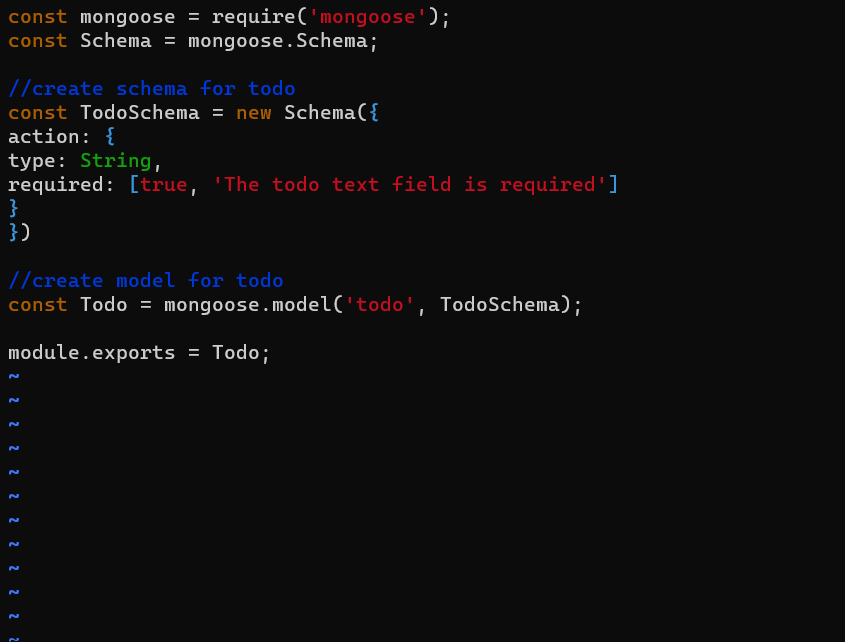 const mongoose = require('mongoose');
const Schema = mongoose.Schema;

//create schema for todo
const TodoSchema = new Schema({
action: {
type: String,
required: [true, 'The todo text field is required']
}
})

//create model for todo
const Todo = mongoose.model('todo', TodoSchema);

module.exports = Todo;
~
~
~
~
~
~
~
~
~
~
~
~